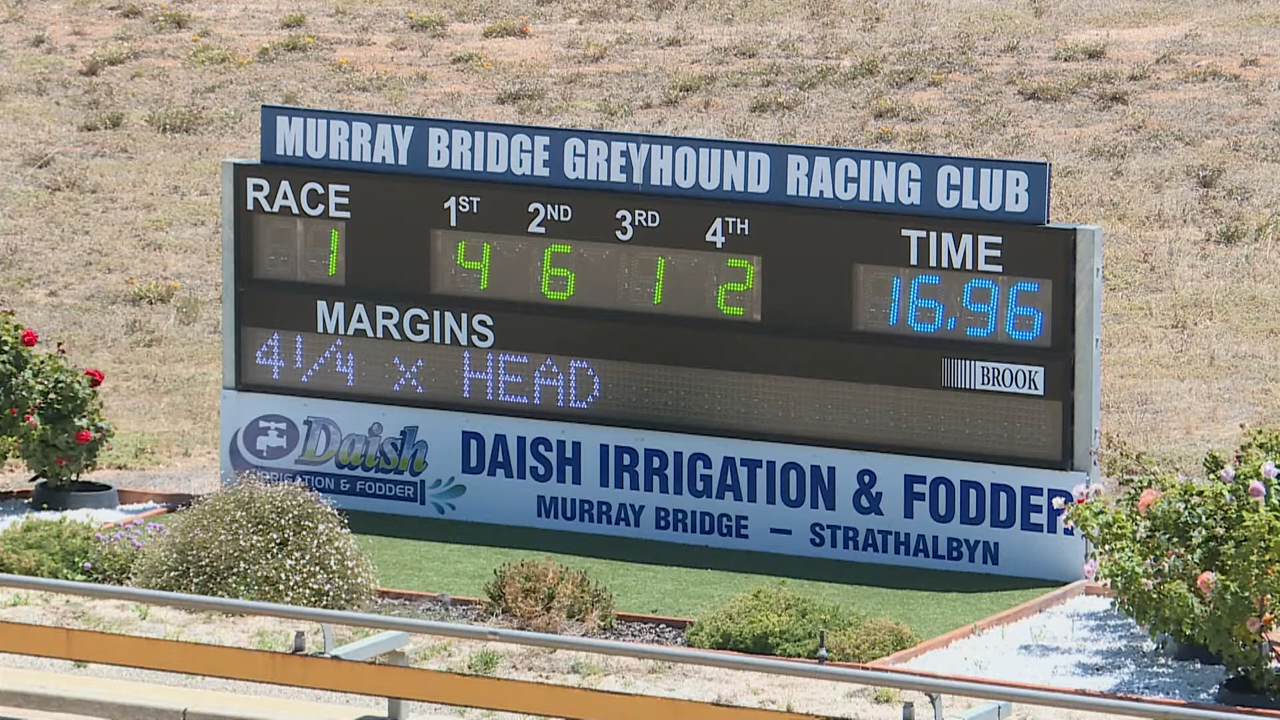 MURRAY BRIDGE GREYHOUND RACING CLUB
RACE 1ST 2ND 3RD 4TH TIME
1 4 6 1 2 16.96
MARGINS
4 1/4 x HEAD
BROOK
Daish
IRRIGATION & FODDER
DAISH IRRIGATION & FODDER
MURRAY BRIDGE – STRATHALBYN